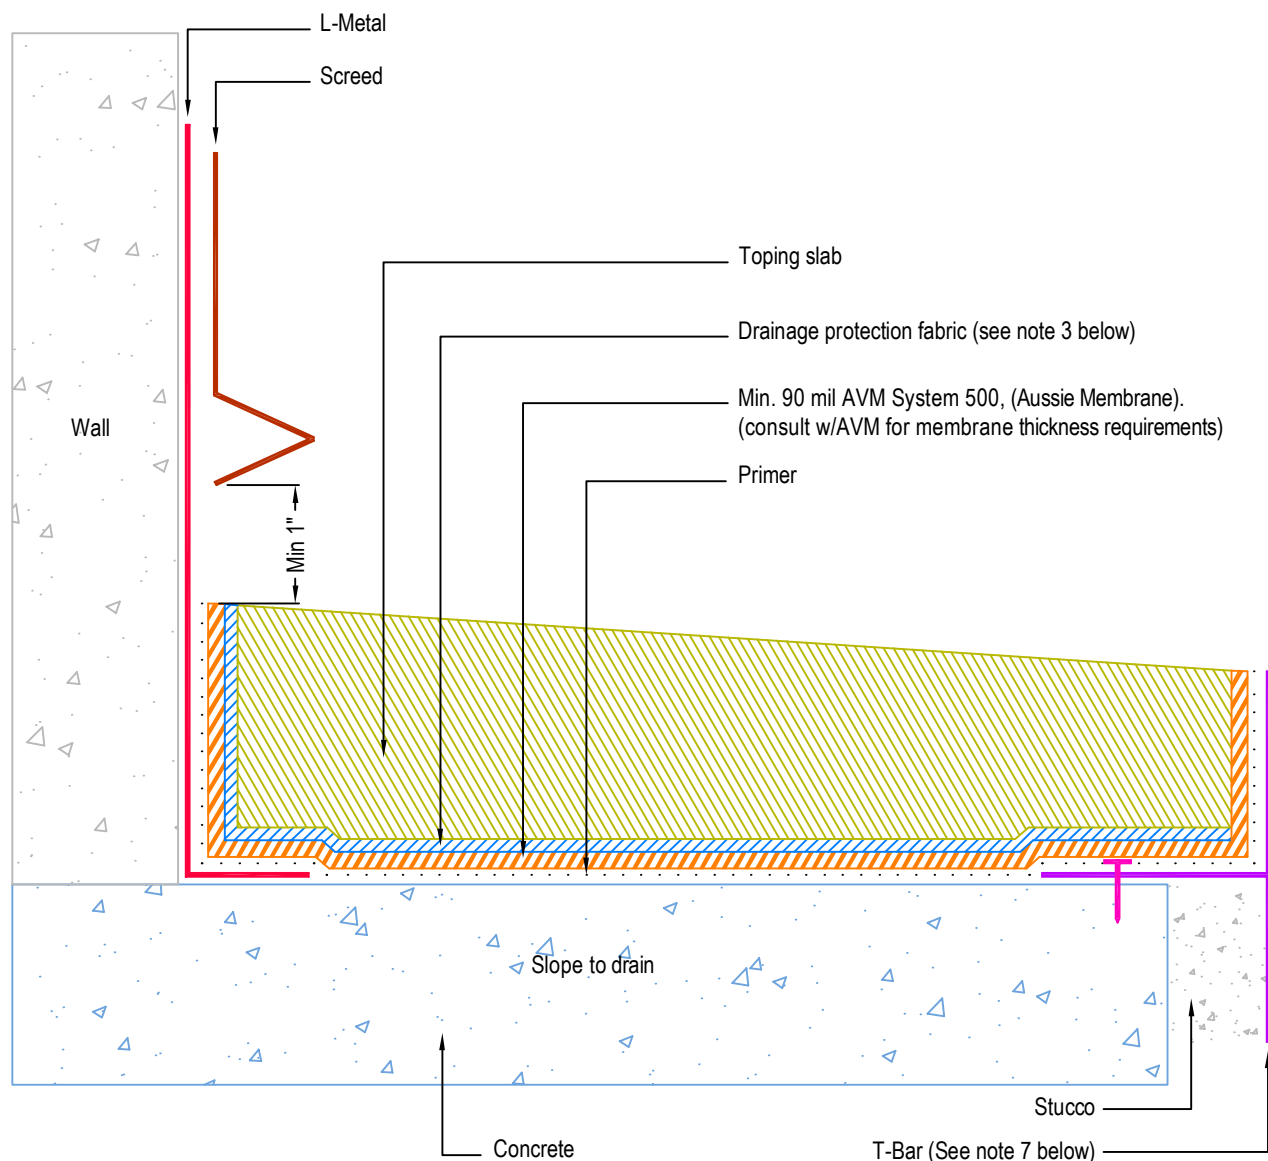 L-Metal
Screed
Toping slab
Drainage protection fabric (see note 3 below)
Min. 90 mil AVM System 500, (Aussie Membrane).
(consult w/AVM for membrane thickness requirements)
Wall
Primer
Min 1"
Slope to drain
Stucco
Concrete
T-Bar (See note 7 below)